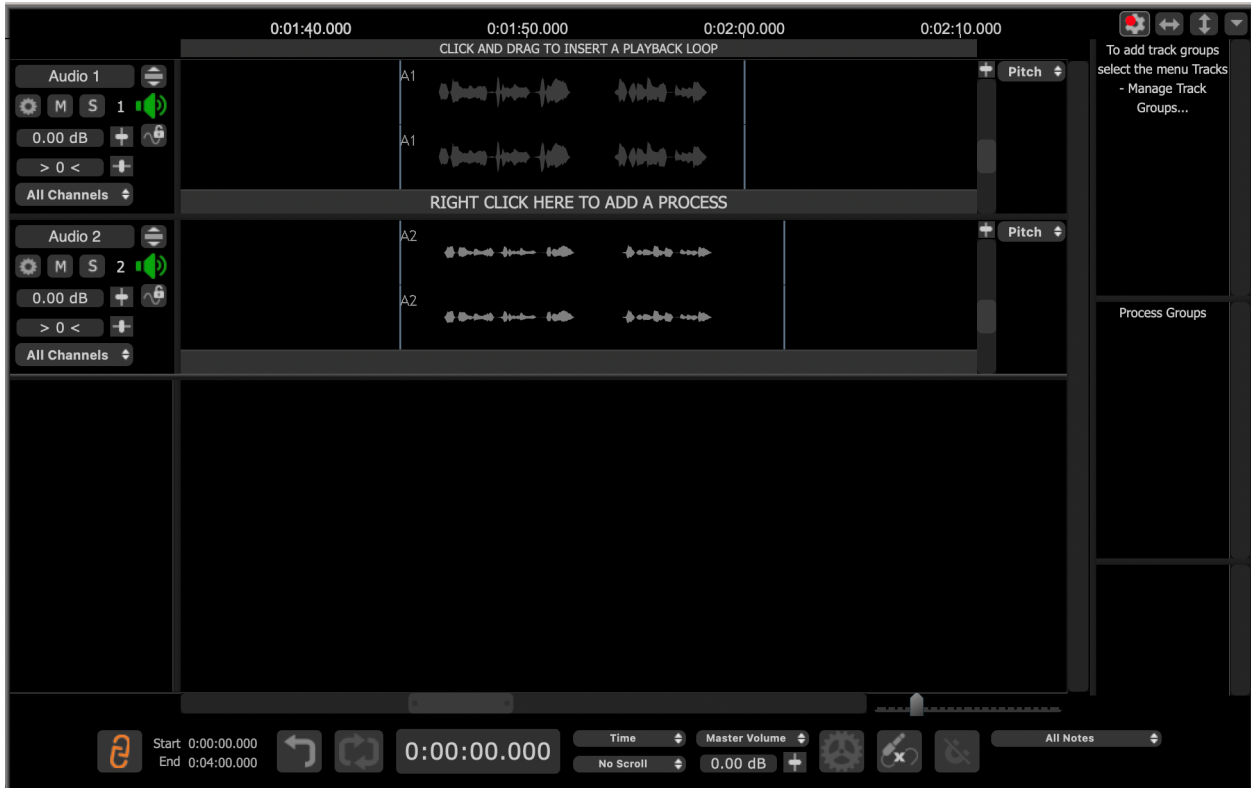 0:01:40.000 0:01:50.000 0:02:00.000 0:02:10.000
CLICK AND DRAG TO INSERT A PLAYBACK LOOP
To add track groups
select the menu Tracks
- Manage Track
Groups...
Audio 1
M S 1
0.00 dB
> 0 <
All Channels
A1
A1
Pitch
RIGHT CLICK HERE TO ADD A PROCESS
Audio 2
M S 2
0.00 dB
> 0 <
All Channels
A2
A2
Pitch
Process Groups
Start 0:00:00.000
End 0:04:00.000
0:00:00.000
Time
No Scroll
Master Volume
0.00 dB
x
All Notes